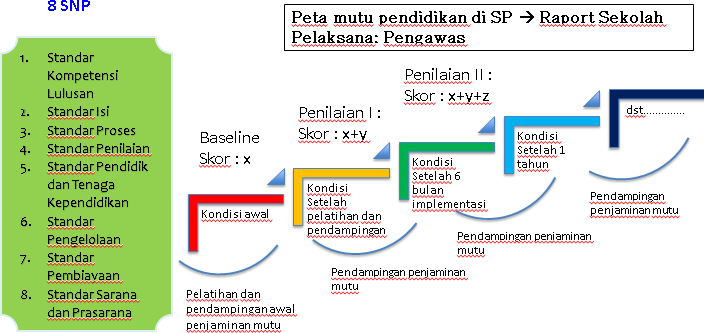 8 SNP
1. Standar
Kompetensi
Lulusan
2. Standar Isi
3. Standar Proses
4. Standar Penilaian
5. Standar Pendidik
dan Tenaga
Kependidikan
6. Standar
Pengelolaan
7. Standar
Pembiayaan
8. Standar Sarana
dan Prasarana
Peta mutu pendidikan di SP → Raport Sekolah
Pelaksana: Pengawas
Baseline
Skor : x
Penilaian I :
Skor : x+y
Penilaian II :
Skor : x+y+z
Kondisi awal
Kondisi
Setelah
pelatihan dan
pendampingan
Kondisi
Setelah 6
bulan
implementasi
Kondisi
Setelah 1
tahun
dst.............
Pelatihan dan
pendampingan awal
penjaminan mutu
Pendampingan penjaminan
mutu
Pendampingan penjaminan
mutu
Pendampingan
penjaminan mutu